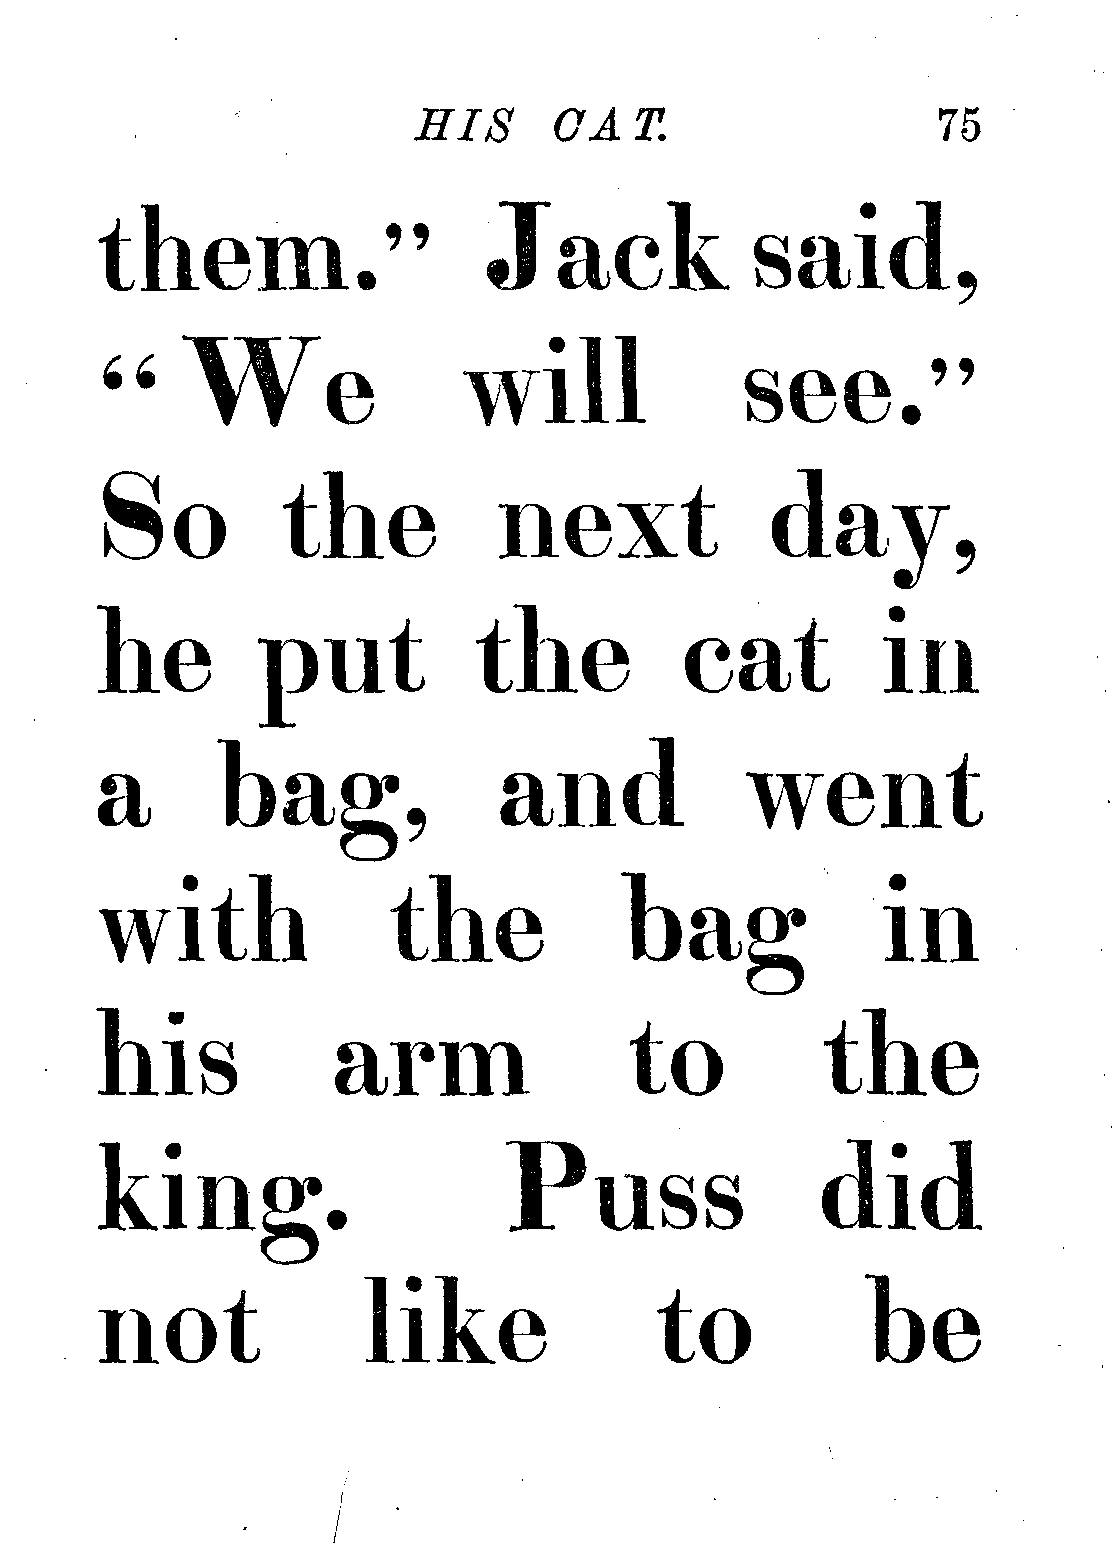 HIS CAT. 75
them." Jack said,
"We will see."
So the next day,
he put the cat in
a bag, and went
with the bag in
his arm to the
king. Puss did
not like to be